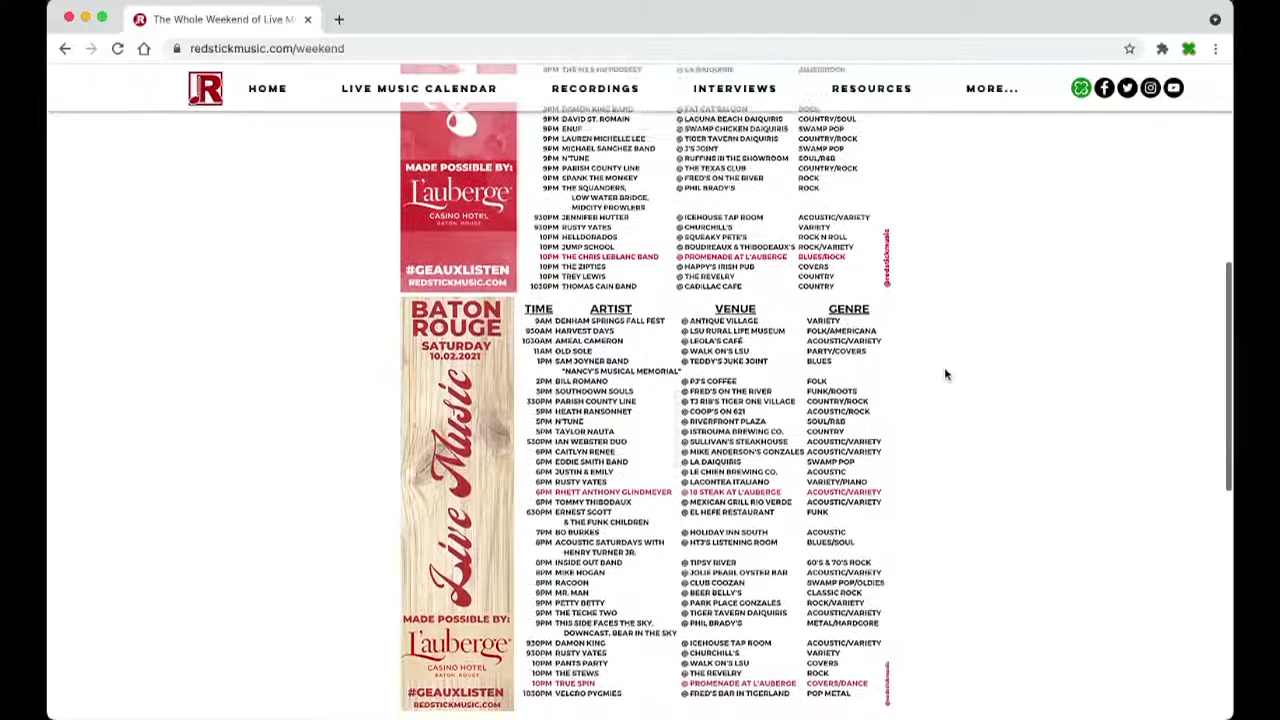 The Whole Weekend of Live M
redstickmusic.com/weekend
HOME LIVE MUSIC CALENDAR RECORDINGS INTERVIEWS RESOURCES MORE...
9PM DAMON KING BAND @ FAT CAT SALOON ROCK
9PM DAVID ST. ROMAIN @ LAGUNA BEACH DAIQUIRIS COUNTRY/SOUL
9PM ENUF @ SWAMP CHICKEN DAIQUIRIS SWAMP POP
9PM LAUREN MICHELLE LEE @ TIGER TAVERN DAIQUIRIS COUNTRY/ROCK
9PM MICHAEL SANCHEZ BAND @ J'S JOINT SWAMP POP
9PM N'TUNE @ RUFFINS IN THE SHOWROOM SOUL/R&B
9PM PARISH COUNTY LINE @ THE TEXAS CLUB COUNTRY/ROCK
9PM SPANK THE MONKEY @ FRED'S ON THE RIVER ROCK
9PM THE SQUANDERS, @ PHIL BRADY'S ROCK
LOW WATER BRIDGE,
MIDCITY PROWLERS
930PM JENNIFER HUTTER @ ICEHOUSE TAP ROOM ACOUSTIC/VARIETY
930PM RUSTY YATES @ CHURCHILL'S VARIETY
10PM HELLDORADOS @ SQUEAKY PETE'S ROCK N ROLL
10PM JUMP SCHOOL @ BOUDREAUX & THIBODEAUX'S ROCK/VARIETY
10PM THE CHRIS LEBLANC BAND @ PROMENADE AT L'AUBERGE BLUES/ROCK
10PM THE ZIPTIES @ HAPPY'S IRISH PUB COVERS
10PM TREY LEWIS @ THE REVELRY COUNTRY
1030PM THOMAS CAIN BAND @ CADILLAC CAFE COUNTRY
MADE POSSIBLE BY:
L'auberge
CASINO HOTEL
BATON ROUGE
#GEAUXLISTEN
REDSTICKMUSIC.COM
@redstickmusic
BATON
ROUGE
SATURDAY
10.02.2021
Live Music
MADE POSSIBLE BY:
L'auberge
CASINO HOTEL
BATON ROUGE
#GEAUXLISTEN
REDSTICKMUSIC.COM
TIME ARTIST VENUE GENRE
9AM DENHAM SPRINGS FALL FEST @ ANTIQUE VILLAGE VARIETY
930AM HARVEST DAYS @ LSU RURAL LIFE MUSEUM FOLK/AMERICANA
1030AM AMEAL CAMERON @ LEOLA'S CAFÉ ACOUSTIC/VARIETY
11AM OLD SOLE @ WALK ON'S LSU PARTY/COVERS
1PM SAM JOYNER BAND @ TEDDY'S JUKE JOINT BLUES
"NANCY'S MUSICAL MEMORIAL"
2PM BILL ROMANO @ PJ'S COFFEE FOLK
3PM SOUTHDOWN SOULS @ FRED'S ON THE RIVER FUNK/ROOTS
330PM PARISH COUNTY LINE @ TJ RIB'S TIGER ONE VILLAGE COUNTRY/ROCK
5PM HEATH RANSONNET @ COOP'S ON 621 ACOUSTIC/ROCK
5PM N'TUNE @ RIVERFRONT PLAZA SOUL/R&B
5PM TAYLOR NAUTA @ ISTROUMA BREWING CO. COUNTRY
530PM IAN WEBSTER DUO @ SULLIVAN'S STEAKHOUSE ACOUSTIC/VARIETY
6PM CAITLYN RENEE @ MIKE ANDERSON'S GONZALES ACOUSTIC/VARIETY
6PM EDDIE SMITH BAND @ LA DAIQUIRIS SWAMP POP
6PM JUSTIN & EMILY @ LE CHIEN BREWING CO. ACOUSTIC
6PM RUSTY YATES @ LACONTEA ITALIANO VARIETY/PIANO
6PM RHETT ANTHONY GLINDMEYER @ 18 STEAK AT L'AUBERGE ACOUSTIC/VARIETY
6PM TOMMY THIBODAUX @ MEXICAN GRILL RIO VERDE ACOUSTIC/VARIETY
630PM ERNEST SCOTT @ EL HEFE RESTAURANT FUNK
& THE FUNK CHILDREN
7PM BO BURKES @ HOLIDAY INN SOUTH ACOUSTIC
8PM ACOUSTIC SATURDAYS WITH @ HTJ'S LISTENING ROOM BLUES/SOUL
HENRY TURNER JR.
8PM INSIDE OUT BAND @ TIPSY RIVER 60'S & 70'S ROCK
8PM MIKE HOGAN @ JOLIE PEARL OYSTER BAR ACOUSTIC/VARIETY
8PM RACOON @ CLUB COOZAN SWAMP POP/OLDIES
9PM MR. MAN @ BEER BELLY'S CLASSIC ROCK
9PM PETTY BETTY @ PARK PLACE GONZALES ROCK/VARIETY
9PM THE TECHE TWO @ TIGER TAVERN DAIQUIRIS ACOUSTIC/VARIETY
9PM THIS SIDE FACES THE SKY, @ PHIL BRADY'S METAL/HARDCORE
DOWNCAST, BEAR IN THE SKY
930PM DAMON KING @ ICEHOUSE TAP ROOM ACOUSTIC/VARIETY
930PM RUSTY YATES @ CHURCHILL'S VARIETY
10PM PANTS PARTY @ WALK ON'S LSU COVERS
10PM THE STEWS @ THE REVELRY ROCK
10PM TRUE SPIN @ PROMENADE AT L'AUBERGE COVERS/DANCE
1030PM VELCRO PYGMIES @ FRED'S BAR IN TIGERLAND POP METAL
@redstickmusic